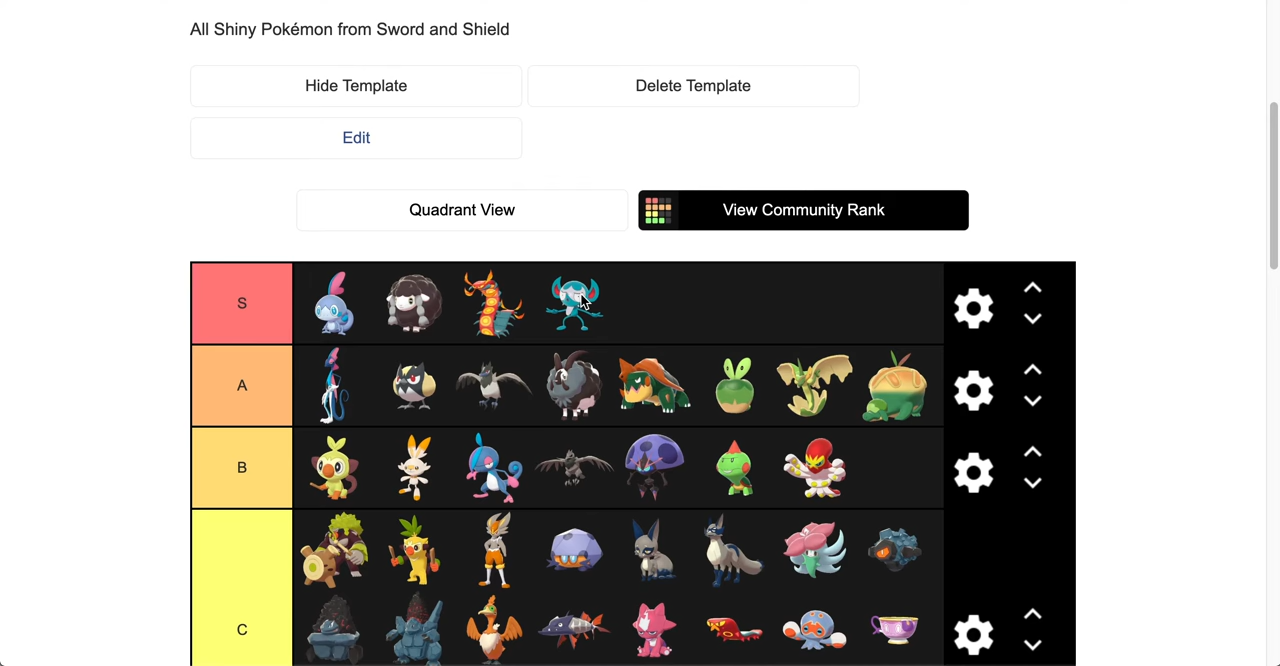 All Shiny Pokémon from Sword and Shield
Hide Template
Delete Template
Edit
Quadrant View
View Community Rank
S
A
B
C